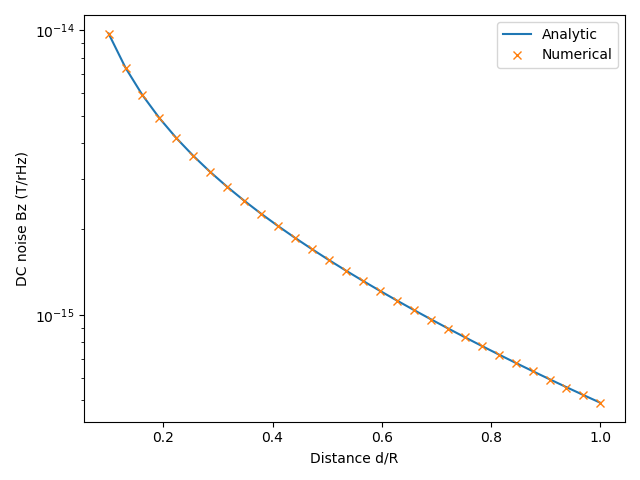 10⁻¹⁴
10⁻¹⁵
DC noise Bz (T/rHz)
Analytic
Numerical
0.2 0.4 0.6 0.8 1.0
Distance d/R